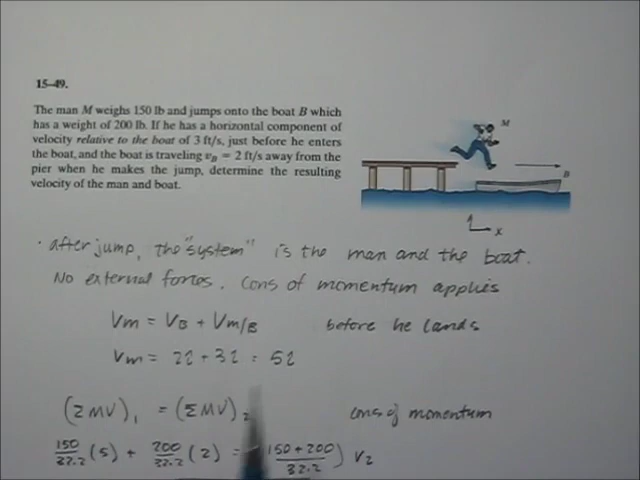 15–49.
The man M weighs 150 lb and jumps onto the boat B which
has a weight of 200 lb. If he has a horizontal component of
velocity relative to the boat of 3 ft/s, just before he enters
the boat, and the boat is traveling v_B = 2 ft/s away from the
pier when he makes the jump, determine the resulting
velocity of the man and boat.
M
B
x
· after jump, the "system" is the man and the boat.
No external forces. Cons of momentum applies
Vm = VB + Vm/B before he lands
Vm = 2î + 3î = 5î
(ΣMV)₁ = (ΣMV)₂ cons of momentum
150/32.2 (5) + 200/32.2 (2) = (150+200/32.2) V₂